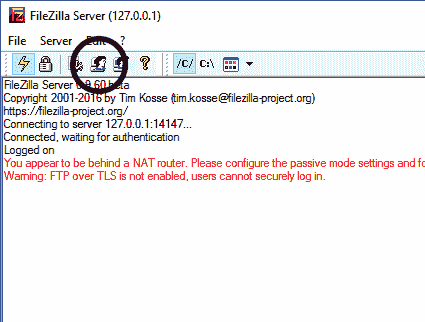 FileZilla Server (127.0.0.1)
File Server Edit ?
/C/ C:\
FileZilla Server 0.9.60 beta
Copyright 2001-2016 by Tim Kosse (tim.kosse@filezilla-project.org)
https://filezilla-project.org/
Connecting to server 127.0.0.1:14147...
Connected, waiting for authentication
Logged on
You appear to be behind a NAT router. Please configure the passive mode settings and fo
Warning: FTP over TLS is not enabled, users cannot securely log in.